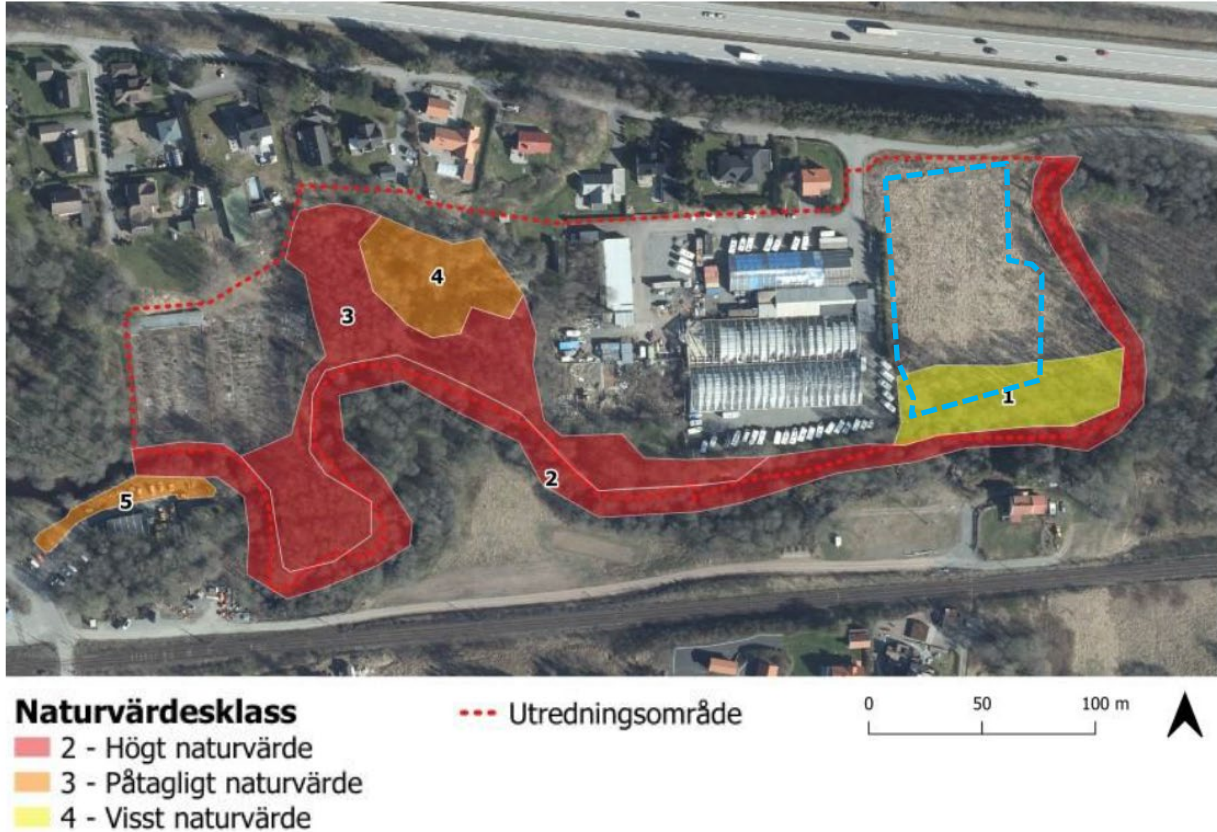 4
3
1
2
5
Naturvärdesklass
2 - Högt naturvärde
3 - Påtagligt naturvärde
4 - Visst naturvärde
Utredningsområde
0 50 100 m